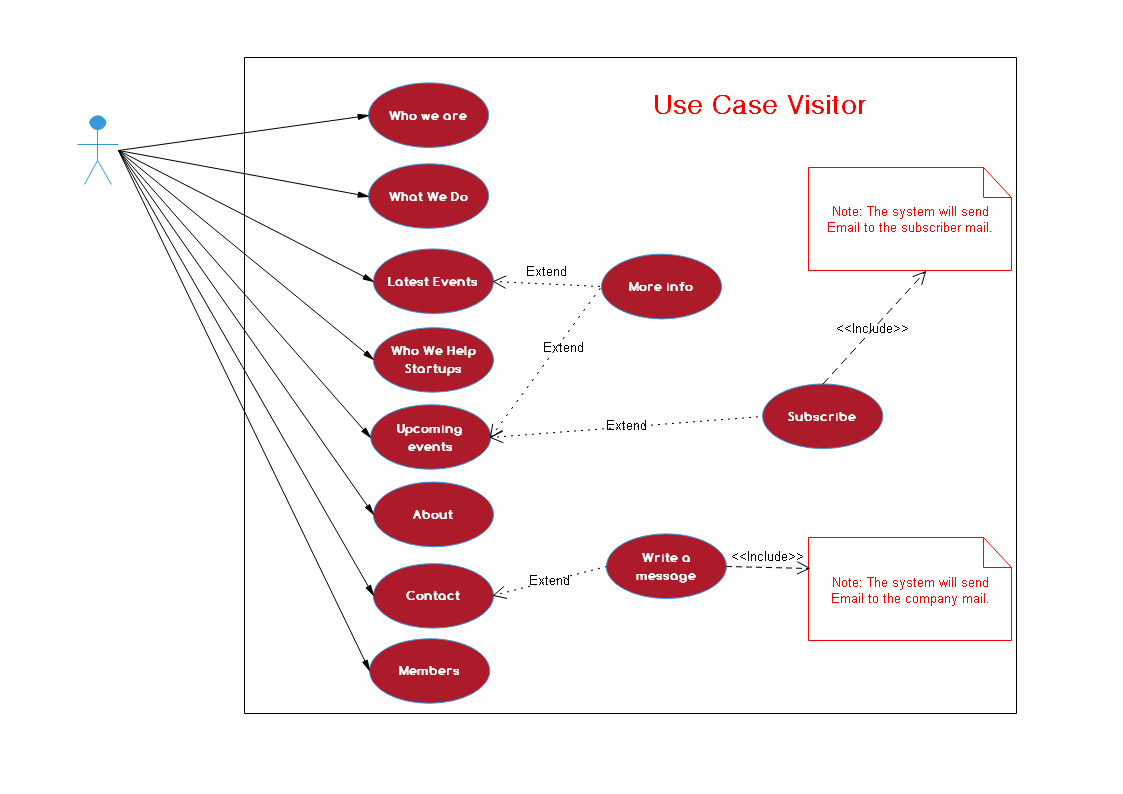 Use Case Visitor
Who we are
What We Do
Note: The system will send
Email to the subscriber mail.
Latest Events
Extend
More info
<<Include>>
Extend
Who We Help
Startups
Subscribe
Extend
Upcoming
events
About
Write a
message
<<Include>>
Extend
Note: The system will send
Email to the company mail.
Contact
Members